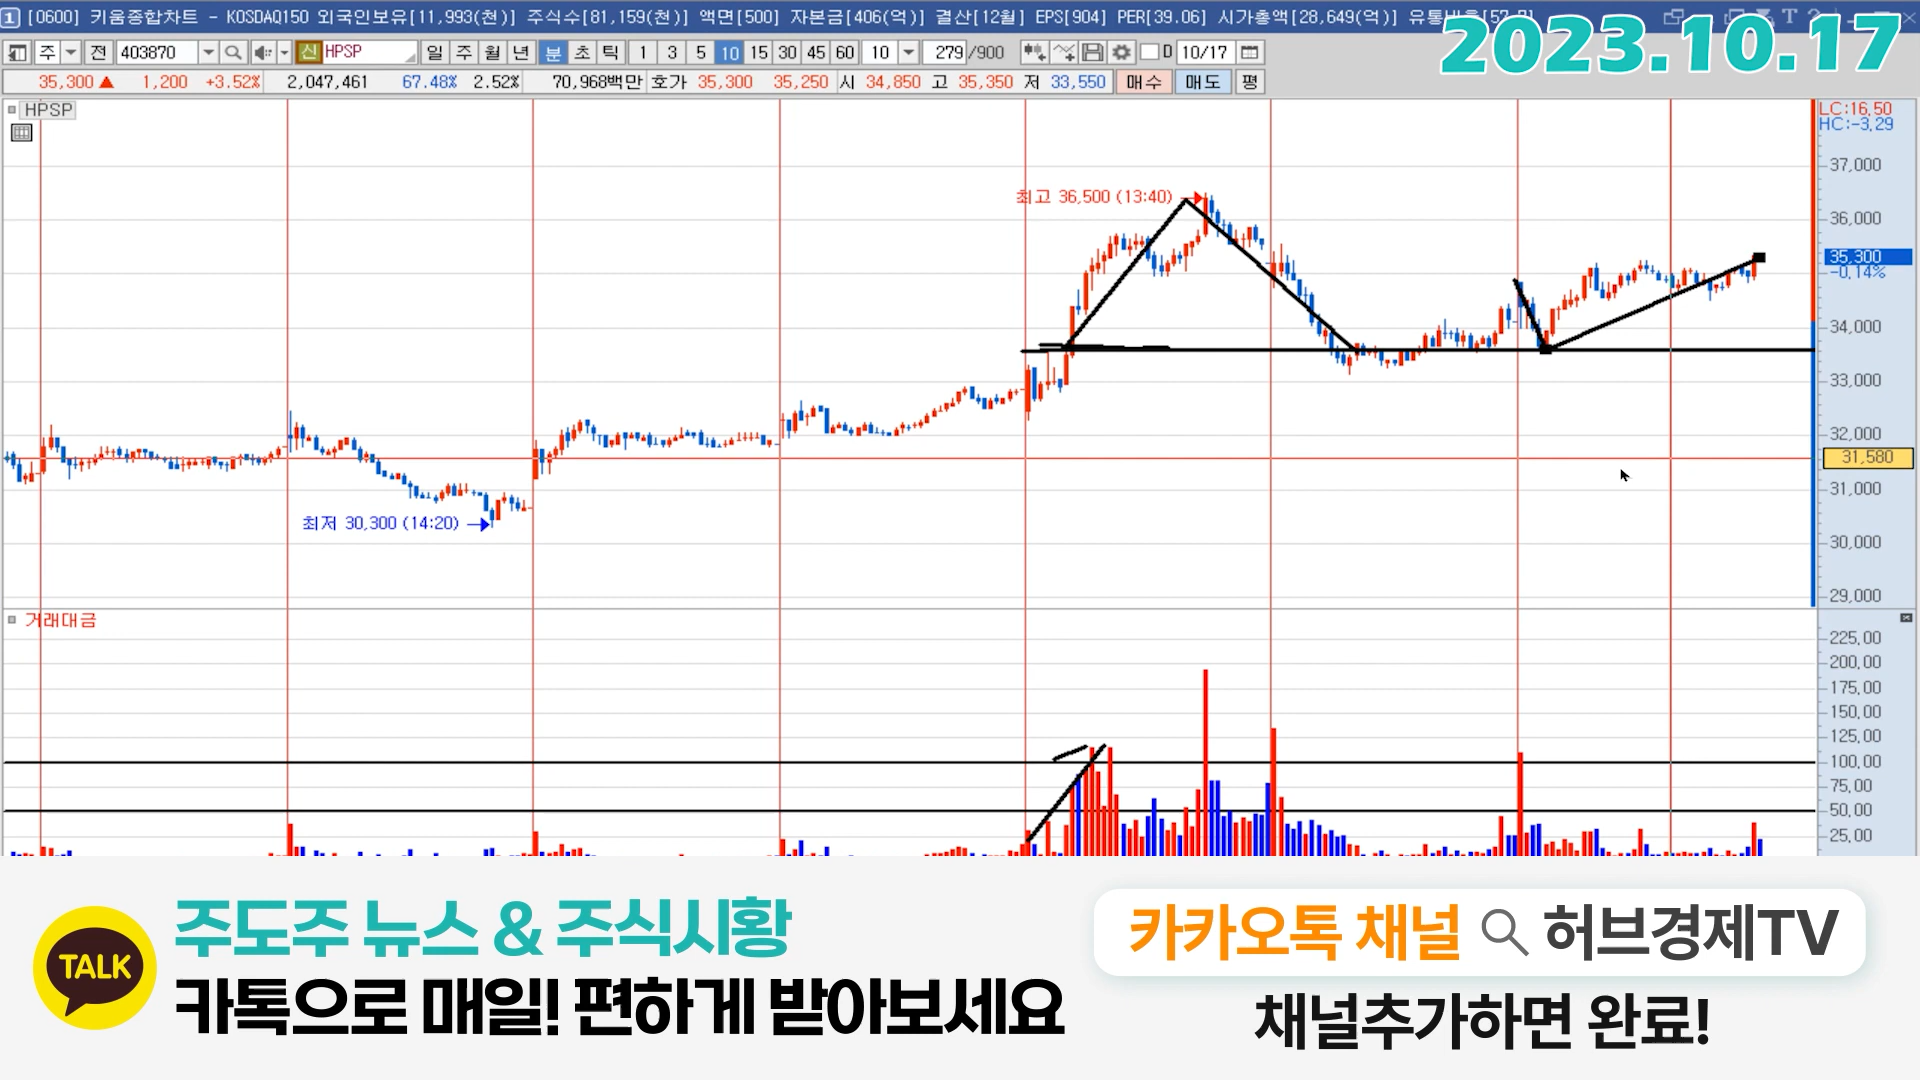 1 [0600] 키움종합차트 - KOSDAQ150 외국인보유[11,993(천)] 주식수[81,159(천)] 액면[500] 자본금[406(억)] 결산[12월] EPS[904] PER[39.06] 시가총액[28,649(억)]
2023.10.17
주 전 403870 신 HPSP 일 주 월 년 분 초 틱 1 3 5 10 15 30 45 60 10 279 /900 D 10/17
35,300 ▲ 1,200 +3.52% 2,047,461 67.48% 2.52% 70,968백만 호가 35,300 35,250 시 34,850 고 35,350 저 33,550 매수 매도 평
HPSP
LC:16,50
HC:-3,29
37,000
최고 36,500 (13:40)
36,000
35,300
-0,14%
34,000
33,000
32,000
31,580
31,000
최저 30,300 (14:20)
30,000
29,000
거래대금
225,00
200,00
175,00
150,00
125,00
100,00
75,00
50,00
25,00
TALK
주도주 뉴스 & 주식시황
카톡으로 매일! 편하게 받아보세요
카카오톡 채널 허브경제TV
채널추가하면 완료!